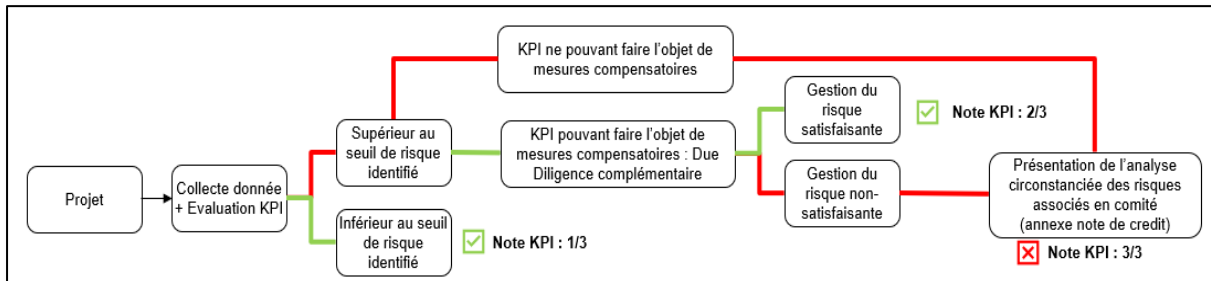 KPI ne pouvant faire l'objet de
mesures compensatoires
Gestion du
risque
satisfaisante
Note KPI : 2/3
Supérieur au
seuil de risque
identifié
KPI pouvant faire l'objet de
mesures compensatoires : Due
Diligence complémentaire
Projet
Collecte donnée
+ Evaluation KPI
Gestion du
risque non-
satisfaisante
Présentation de l'analyse
circonstanciée des risques
associés en comité
(annexe note de credit)
Inférieur au seuil
de risque
identifié
Note KPI : 1/3
Note KPI : 3/3